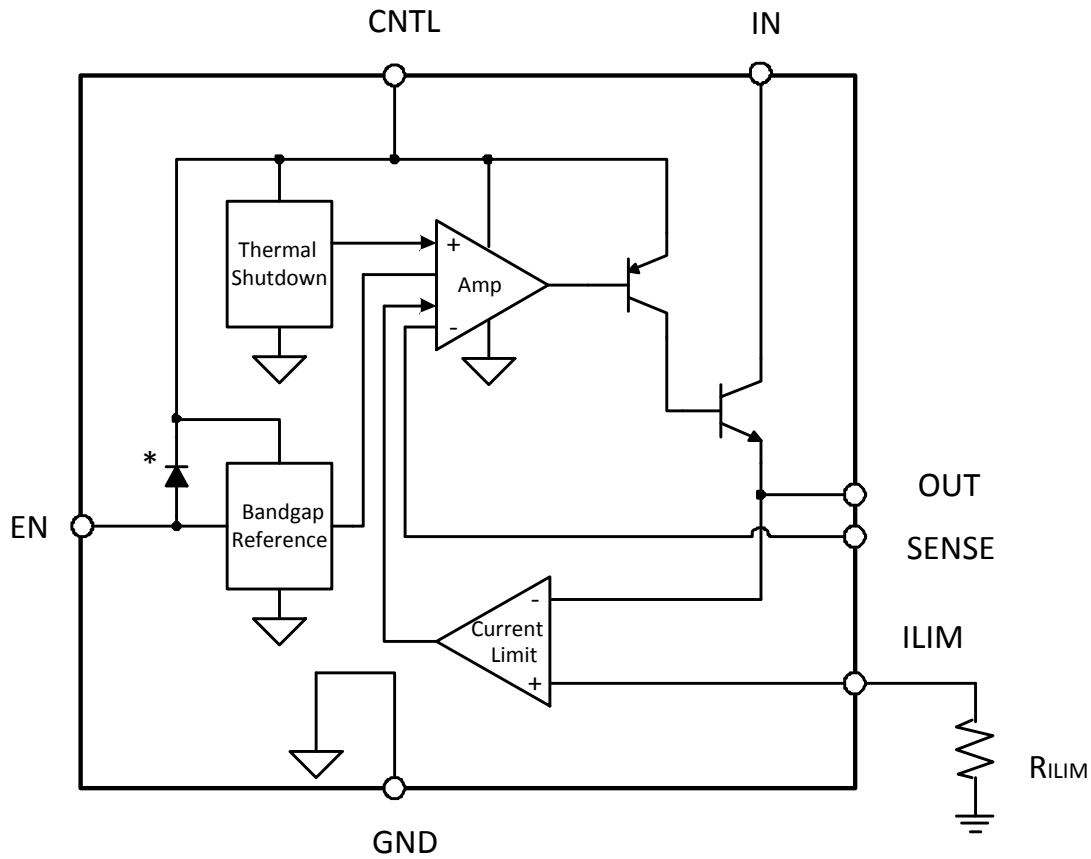 CNTL
IN
Thermal
Shutdown
+
Amp
-
*
EN
Bandgap
Reference
OUT
SENSE
-
Current
Limit
+
ILIM
RILIM
GND